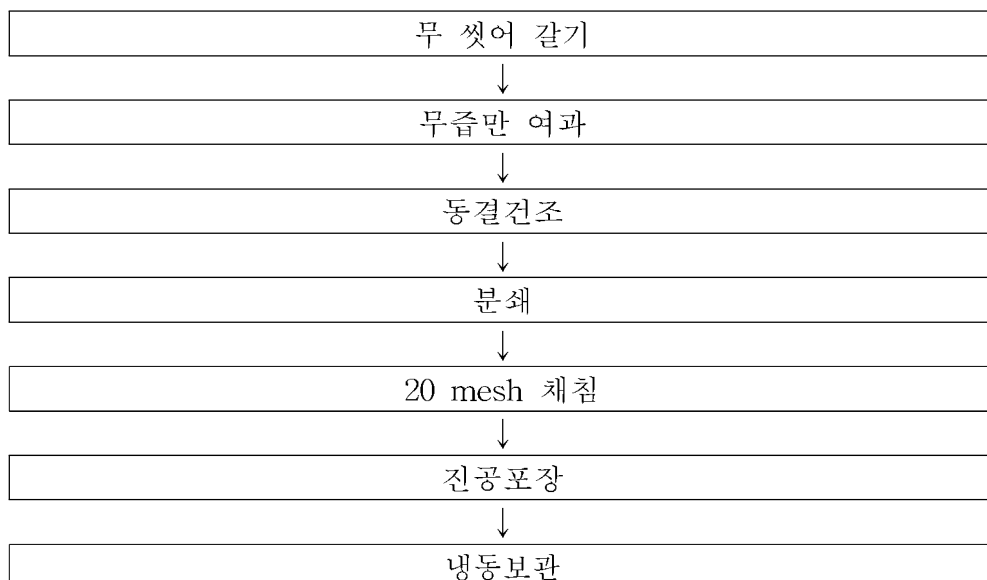 무 씻어 갈기
↓
무즙만 여과
↓
동결건조
↓
분쇄
↓
20 mesh 채침
↓
진공포장
↓
냉동보관